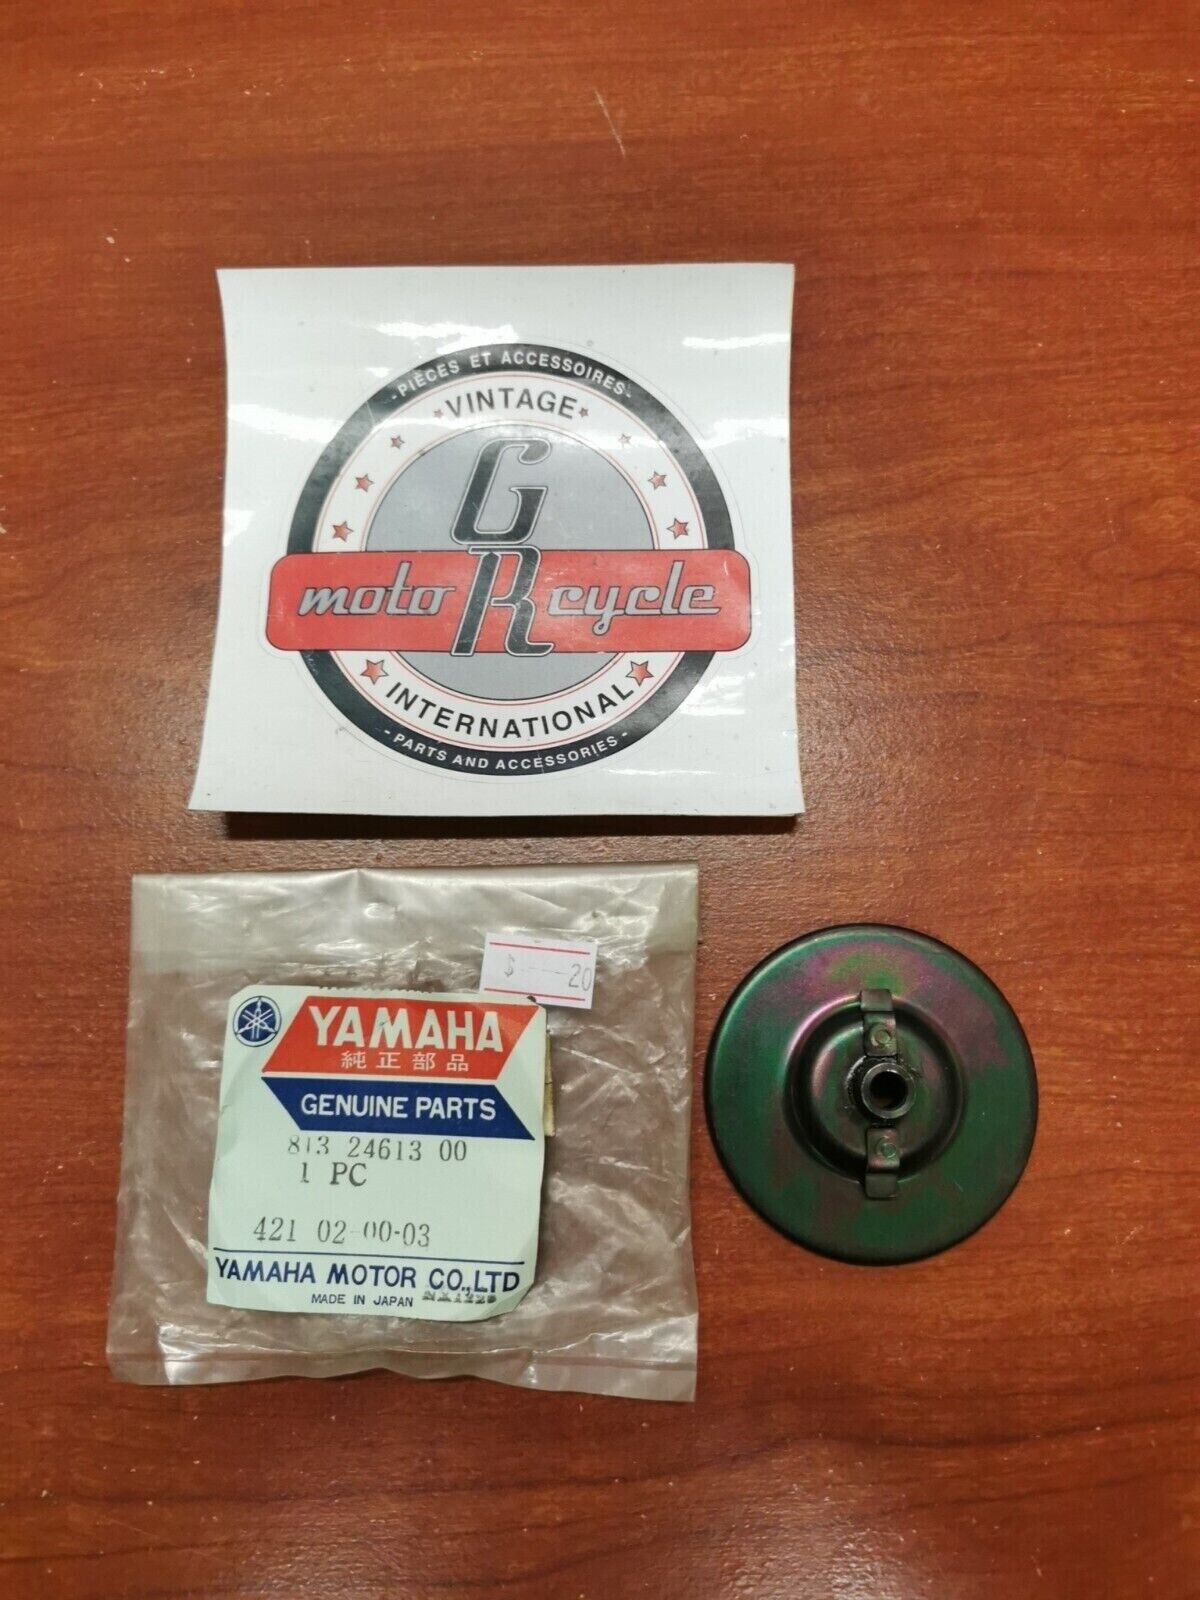 - PIÈCES ET ACCESSOIRES -
VINTAGE
G
moto R cycle
INTERNATIONAL
- PARTS AND ACCESSORIES -
$ --- 20
YAMAHA
純正部品
GENUINE PARTS
813 24613 00
1 PC
421 02-00-03
YAMAHA MOTOR CO.,LTD
MADE IN JAPAN